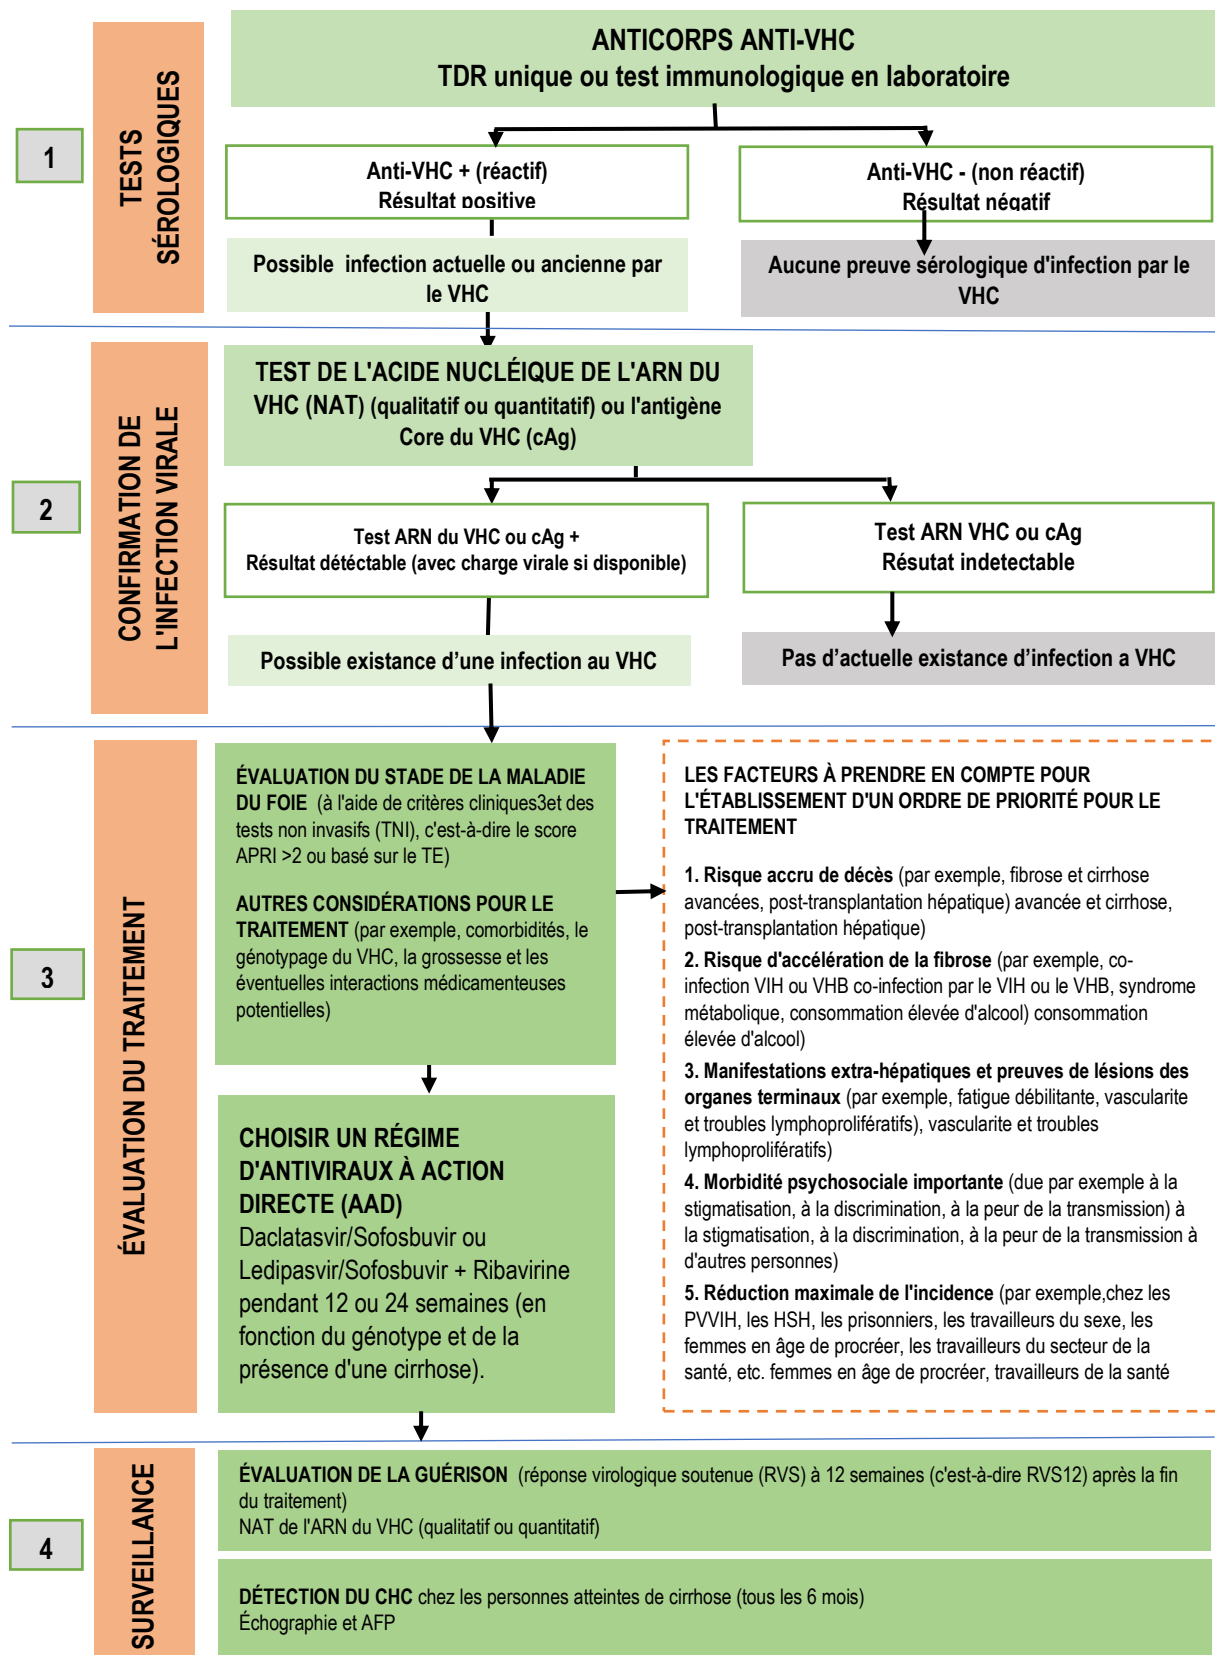 ANTICORPS ANTI-VHC
TDR unique ou test immunologique en laboratoire
1
TESTS
SÉROLOGIQUES
Anti-VHC + (réactif)
Résultat positive
Anti-VHC - (non réactif)
Résultat négatif
Possible infection actuelle ou ancienne par
le VHC
Aucune preuve sérologique d'infection par le
VHC
2
CONFIRMATION DE
L'INFECTION VIRALE
TEST DE L'ACIDE NUCLÉIQUE DE L'ARN DU
VHC (NAT) (qualitatif ou quantitatif) ou l'antigène
Core du VHC (cAg)
Test ARN du VHC ou cAg +
Résultat détéctable (avec charge virale si disponible)
Test ARN VHC ou cAg
Résutat indetectable
Possible existance d’une infection au VHC
Pas d’actuelle existance d’infection a VHC
3
ÉVALUATION DU TRAITEMENT
ÉVALUATION DU STADE DE LA MALADIE
DU FOIE (à l'aide de critères cliniques3et des
tests non invasifs (TNI), c'est-à-dire le score
APRI >2 ou basé sur le TE)
AUTRES CONSIDÉRATIONS POUR LE
TRAITEMENT (par exemple, comorbidités, le
génotypage du VHC, la grossesse et les
éventuelles interactions médicamenteuses
potentielles)
CHOISIR UN RÉGIME
D'ANTIVIRAUX À ACTION
DIRECTE (AAD)
Daclatasvir/Sofosbuvir ou
Ledipasvir/Sofosbuvir + Ribavirine
pendant 12 ou 24 semaines (en
fonction du génotype et de la
présence d'une cirrhose).
LES FACTEURS À PRENDRE EN COMPTE POUR
L'ÉTABLISSEMENT D'UN ORDRE DE PRIORITÉ POUR LE
TRAITEMENT
1. Risque accru de décès (par exemple, fibrose et cirrhose
avancées, post-transplantation hépatique) avancée et cirrhose,
post-transplantation hépatique)
2. Risque d'accélération de la fibrose (par exemple, co-
infection VIH ou VHB co-infection par le VIH ou le VHB, syndrome
métabolique, consommation élevée d'alcool) consommation
élevée d'alcool)
3. Manifestations extra-hépatiques et preuves de lésions des
organes terminaux (par exemple, fatigue débilitante, vascularite
et troubles lymphoprolifératifs), vascularite et troubles
lymphoprolifératifs)
4. Morbidité psychosociale importante (due par exemple à la
stigmatisation, à la discrimination, à la peur de la transmission) à
la stigmatisation, à la discrimination, à la peur de la transmission à
d'autres personnes)
5. Réduction maximale de l'incidence (par exemple,chez les
PVVIH, les HSH, les prisonniers, les travailleurs du sexe, les
femmes en âge de procréer, les travailleurs du secteur de la
santé, etc. femmes en âge de procréer, travailleurs de la santé
4
SURVEILLANCE
ÉVALUATION DE LA GUÉRISON (réponse virologique soutenue (RVS) à 12 semaines (c'est-à-dire RVS12) après la fin
du traitement)
NAT de l'ARN du VHC (qualitatif ou quantitatif)
DÉTECTION DU CHC chez les personnes atteintes de cirrhose (tous les 6 mois)
Échographie et AFP